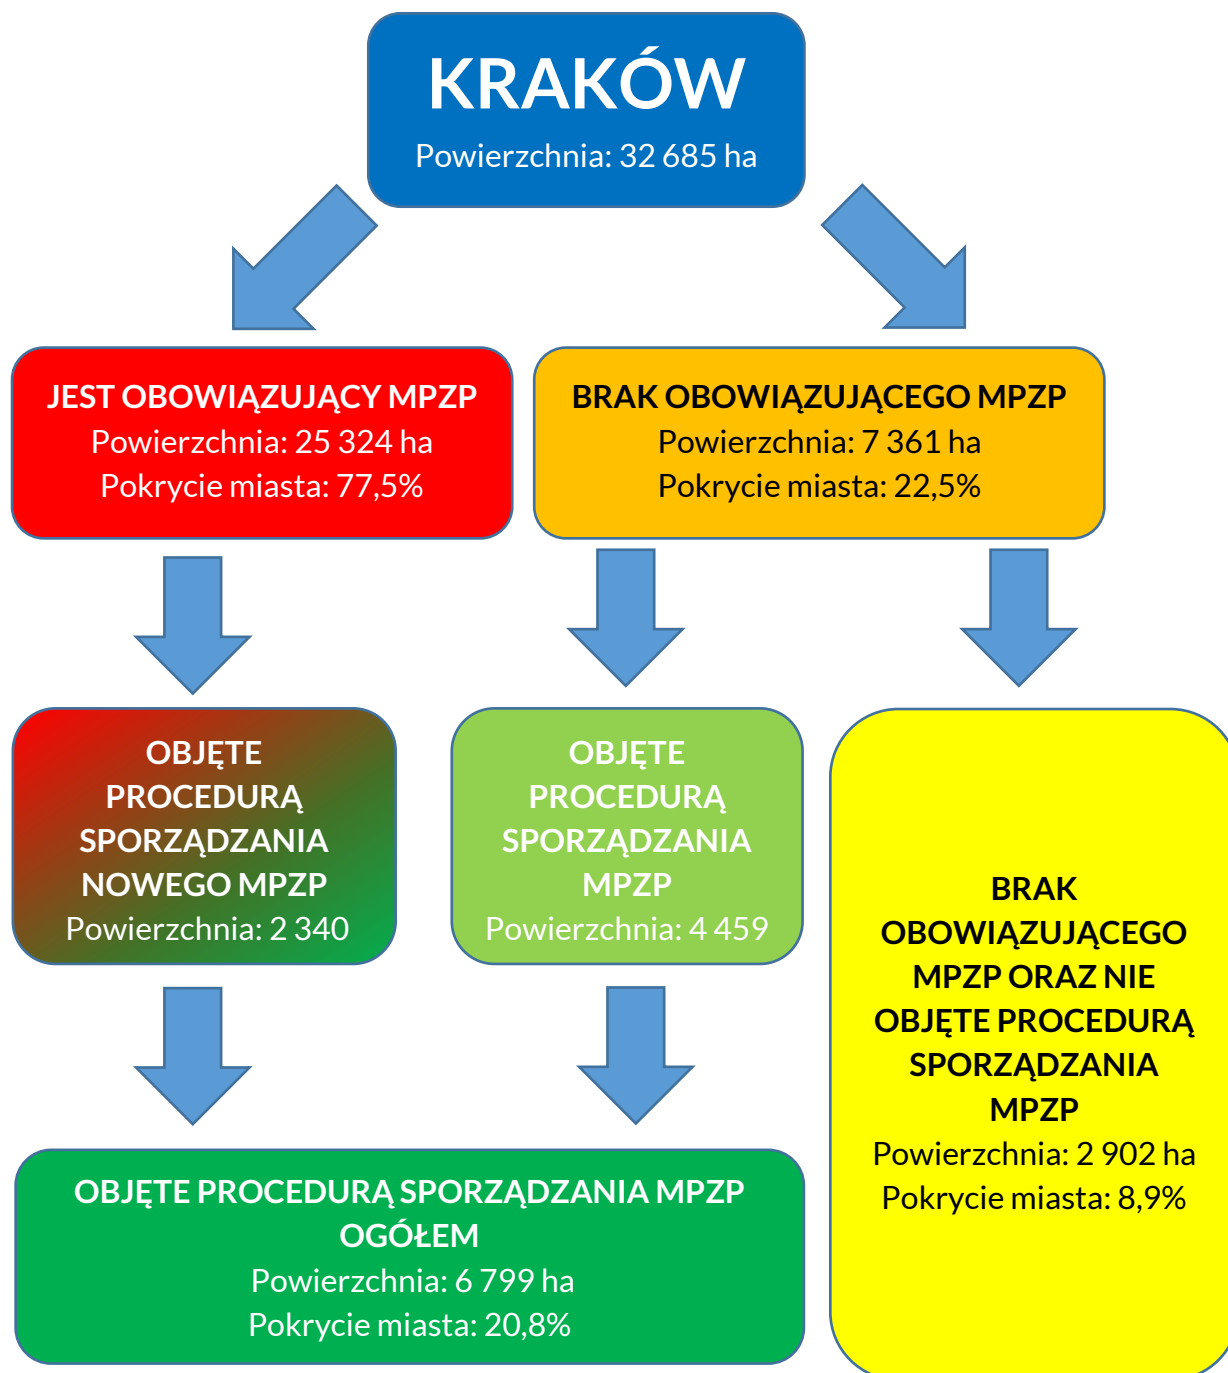 KRAKÓW
Powierzchnia: 32 685 ha
JEST OBOWIĄZUJĄCY MPZP
Powierzchnia: 25 324 ha
Pokrycie miasta: 77,5%
BRAK OBOWIĄZUJĄCEGO MPZP
Powierzchnia: 7 361 ha
Pokrycie miasta: 22,5%
OBJĘTE
PROCEDURĄ
SPORZĄDZANIA
NOWEGO MPZP
Powierzchnia: 2 340
OBJĘTE
PROCEDURĄ
SPORZĄDZANIA
MPZP
Powierzchnia: 4 459
BRAK
OBOWIĄZUJĄCEGO
MPZP ORAZ NIE
OBJĘTE PROCEDURĄ
SPORZĄDZANIA
MPZP
Powierzchnia: 2 902 ha
Pokrycie miasta: 8,9%
OBJĘTE PROCEDURĄ SPORZĄDZANIA MPZP
OGÓŁEM
Powierzchnia: 6 799 ha
Pokrycie miasta: 20,8%